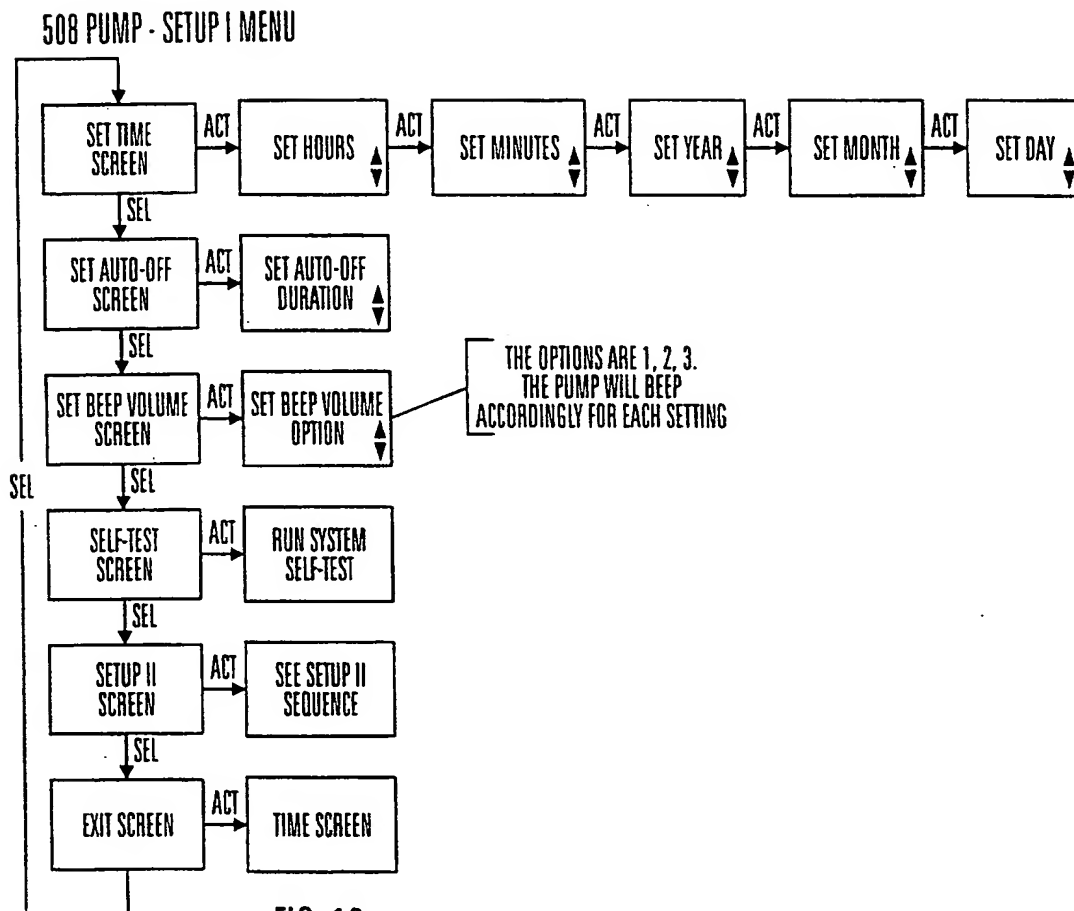 508 PUMP - SETUP I MENU
SET TIME
SCREEN
ACT
SET HOURS
ACT
SET MINUTES
ACT
SET YEAR
ACT
SET MONTH
ACT
SET DAY
SEL
SET AUTO-OFF
SCREEN
ACT
SET AUTO-OFF
DURATION
SEL
SET BEEP VOLUME
SCREEN
ACT
SET BEEP VOLUME
OPTION
THE OPTIONS ARE 1, 2, 3.
THE PUMP WILL BEEP
ACCORDINGLY FOR EACH SETTING
SEL
SEL
SELF-TEST
SCREEN
ACT
RUN SYSTEM
SELF-TEST
SEL
SETUP II
SCREEN
ACT
SEE SETUP II
SEQUENCE
SEL
EXIT SCREEN
ACT
TIME SCREEN